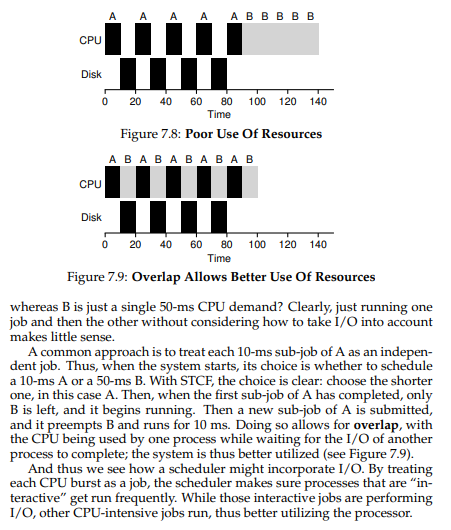 A A A A A B B B B B
CPU
Disk
0 20 40 60 80 100 120 140
Time
Figure 7.8: Poor Use Of Resources
A B A B A B A B A B
CPU
Disk
0 20 40 60 80 100 120 140
Time
Figure 7.9: Overlap Allows Better Use Of Resources
whereas B is just a single 50-ms CPU demand? Clearly, just running one
job and then the other without considering how to take I/O into account
makes little sense.
A common approach is to treat each 10-ms sub-job of A as an indepen-
dent job. Thus, when the system starts, its choice is whether to schedule
a 10-ms A or a 50-ms B. With STCF, the choice is clear: choose the shorter
one, in this case A. Then, when the first sub-job of A has completed, only
B is left, and it begins running. Then a new sub-job of A is submitted,
and it preempts B and runs for 10 ms. Doing so allows for overlap, with
the CPU being used by one process while waiting for the I/O of another
process to complete; the system is thus better utilized (see Figure 7.9).
And thus we see how a scheduler might incorporate I/O. By treating
each CPU burst as a job, the scheduler makes sure processes that are “in-
teractive” get run frequently. While those interactive jobs are performing
I/O, other CPU-intensive jobs run, thus better utilizing the processor.